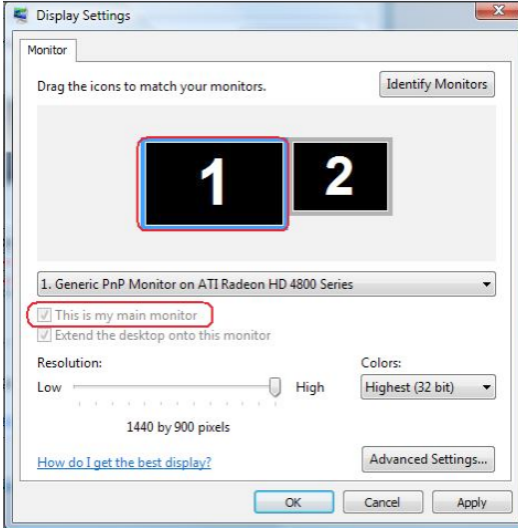 Display Settings
Monitor
Drag the icons to match your monitors.
Identify Monitors
1
2
1. Generic PnP Monitor on ATI Radeon HD 4800 Series
This is my main monitor
Extend the desktop onto this monitor
Resolution:
Colors:
Low
High
Highest (32 bit)
1440 by 900 pixels
How do I get the best display?
Advanced Settings...
OK
Cancel
Apply